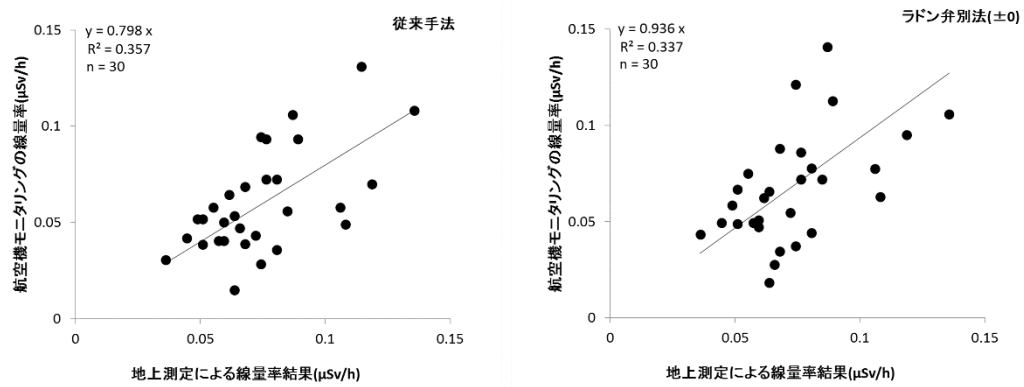 従来手法
y = 0.798 x
R² = 0.357
n = 30
航空機モニタリングの線量率(μSv/h)
0.15
0.1
0.05
0
0
0.05
0.1
0.15
地上測定による線量率結果(μSv/h)
ラドン弁別法(±0)
y = 0.936 x
R² = 0.337
n = 30
航空機モニタリングの線量率(μSv/h)
0.15
0.1
0.05
0
0
0.05
0.1
0.15
地上測定による線量率結果(μSv/h)